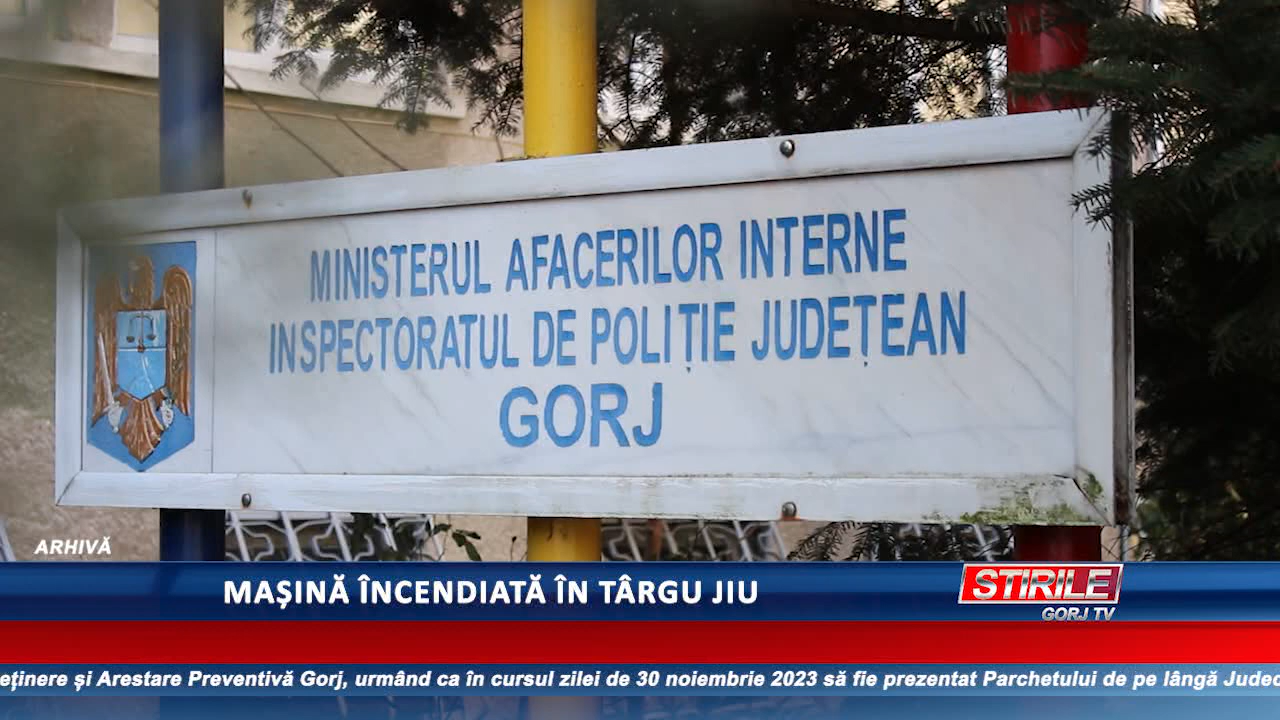 MINISTERUL AFACERILOR INTERNE
INSPECTORATUL DE POLIȚIE JUDEȚEAN
GORJ
ARHIVĂ
MAȘINĂ ÎNCENDIATĂ ÎN TÂRGU JIU
STIRILE
GORJ TV
eținere și Arestare Preventivă Gorj, urmând ca în cursul zilei de 30 noiembrie 2023 să fie prezentat Parchetului de pe lângă Judec